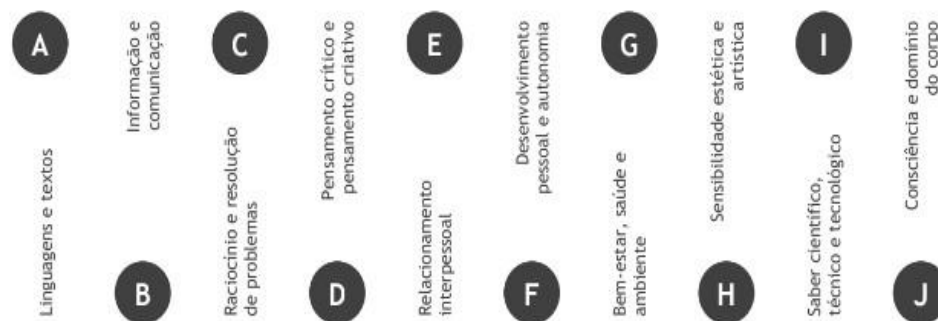 A
Linguagens e textos
Informação e
comunicação
B
C
Raciocínio e resolução
de problemas
Pensamento crítico e
pensamento criativo
D
E
Relacionamento
interpessoal
Desenvolvimento
pessoal e autonomia
F
G
Bem-estar, saúde e
ambiente
Sensibilidade estética e
artística
H
I
Saber científico,
técnico e tecnológico
Consciência e domínio
do corpo
J